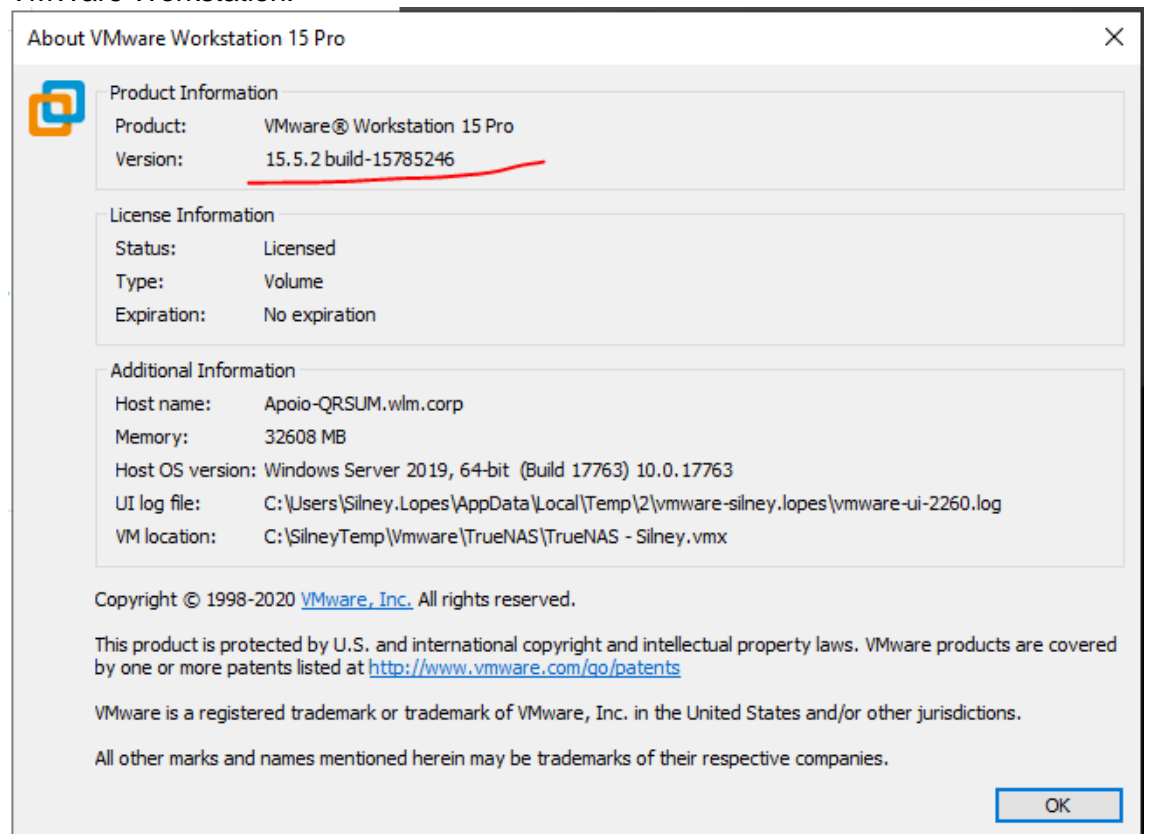 VMware Workstation.
About VMware Workstation 15 Pro
Product Information
Product: VMware® Workstation 15 Pro
Version: 15.5.2 build-15785246
License Information
Status: Licensed
Type: Volume
Expiration: No expiration
Additional Information
Host name: Apoio-QRSUM.wlm.corp
Memory: 32608 MB
Host OS version: Windows Server 2019, 64-bit (Build 17763) 10.0.17763
UI log file: C:\Users\Silney.Lopes\AppData\Local\Temp\2\vmware-silney.lopes\vmware-ui-2260.log
VM location: C:\SilneyTemp\Vmware\TrueNAS\TrueNAS - Silney.vmx
Copyright © 1998-2020 VMware, Inc. All rights reserved.
This product is protected by U.S. and international copyright and intellectual property laws. VMware products are covered
by one or more patents listed at http://www.vmware.com/go/patents
VMware is a registered trademark or trademark of VMware, Inc. in the United States and/or other jurisdictions.
All other marks and names mentioned herein may be trademarks of their respective companies.
OK